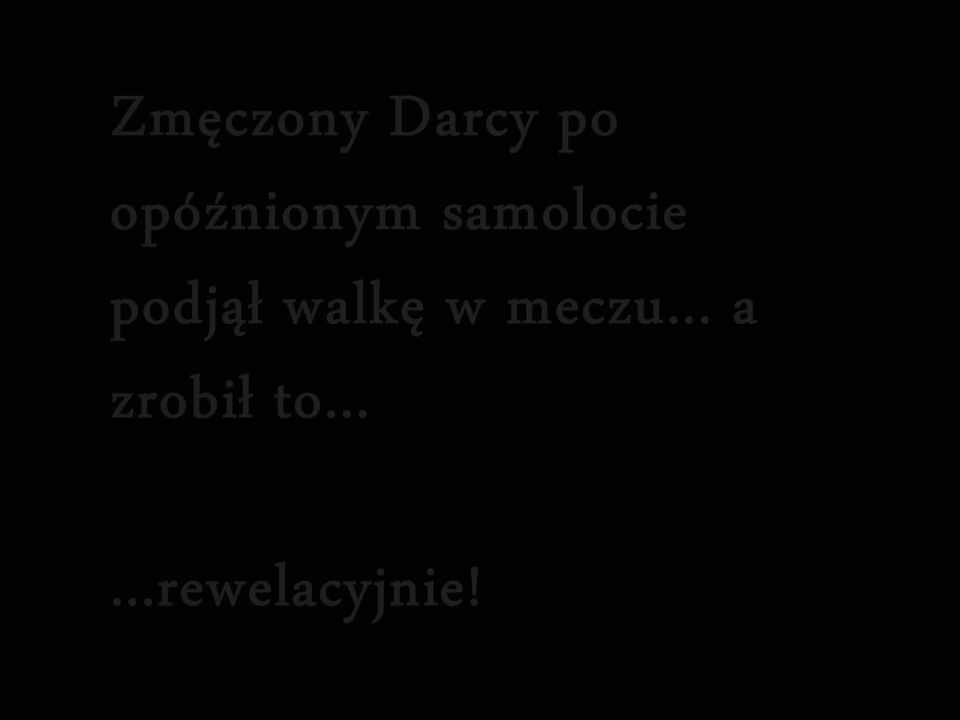 Zmęczony Darcy po
opóźnionym samolocie
podjął walkę w meczu... a
zrobił to...
...rewelacyjnie!